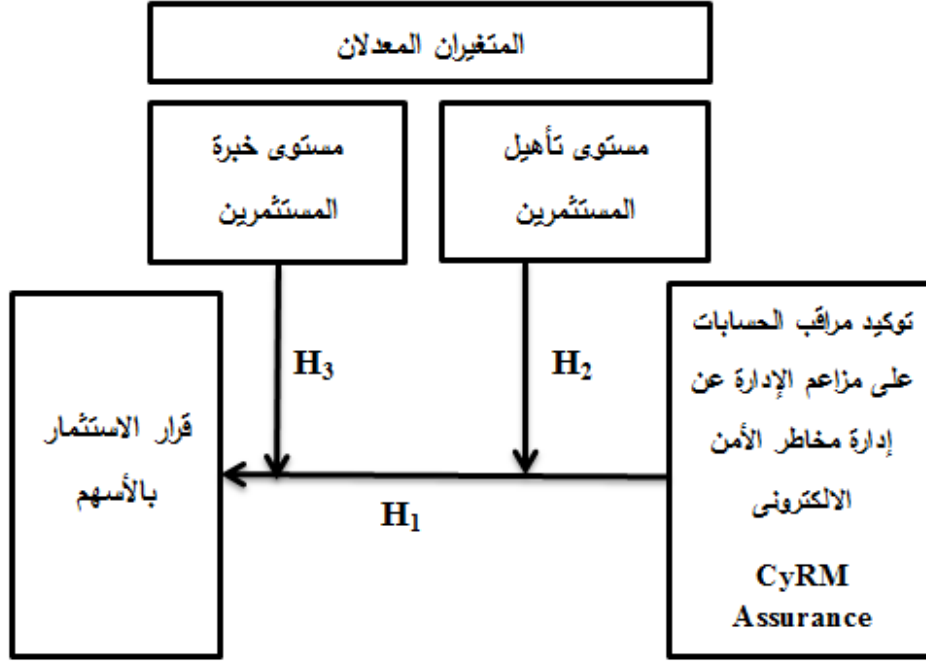 المتغيران المعدلان
مستوى تأهيل
المستثمرين
مستوى خبرة
المستثمرين
توكيد مراقب الحسابات
على مزاعم الإدارة عن
إدارة مخاطر الأمن
الالكترونى
CyRM
Assurance
H2
H3
H1
قرار الاستثمار
بالأسهم